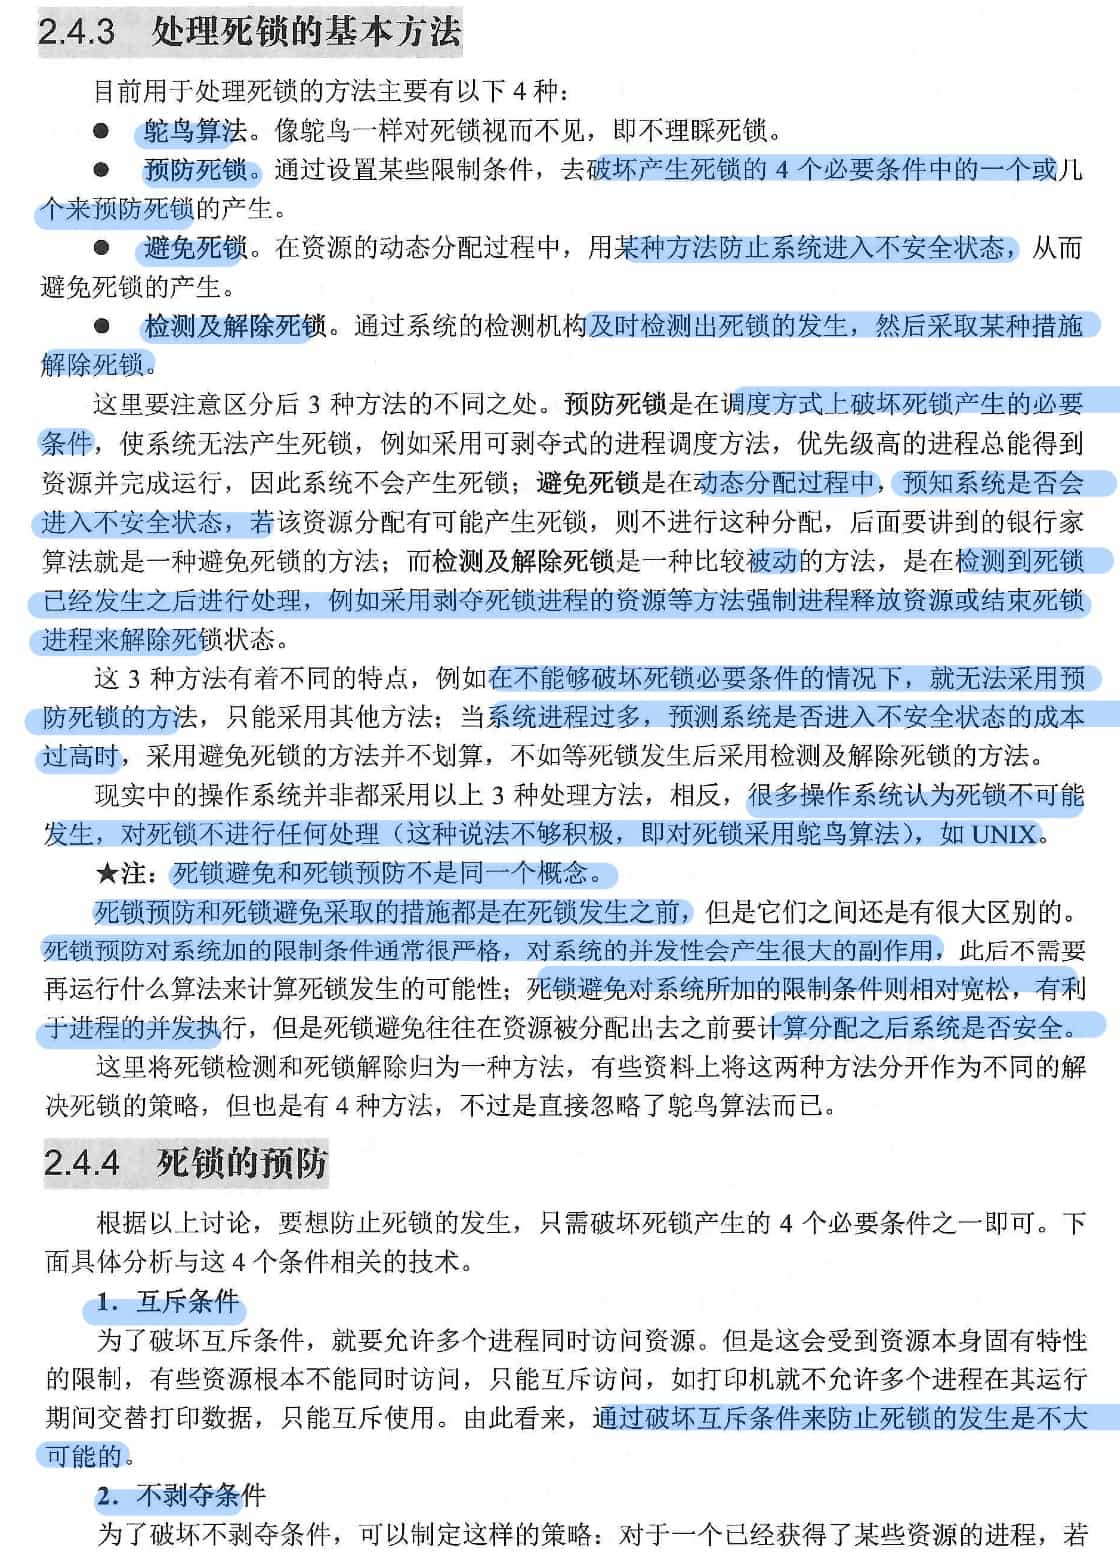 2.4.3 处理死锁的基本方法
目前用于处理死锁的方法主要有以下 4 种：
● 鸵鸟算法。像鸵鸟一样对死锁视而不见，即不理睬死锁。
● 预防死锁。通过设置某些限制条件，去破坏产生死锁的 4 个必要条件中的一个或几
个来预防死锁的产生。
● 避免死锁。在资源的动态分配过程中，用某种方法防止系统进入不安全状态，从而
避免死锁的产生。
● 检测及解除死锁。通过系统的检测机构及时检测出死锁的发生，然后采取某种措施
解除死锁。
这里要注意区分后 3 种方法的不同之处。预防死锁是在调度方式上破坏死锁产生的必要
条件，使系统无法产生死锁，例如采用可剥夺式的进程调度方法，优先级高的进程总能得到
资源并完成运行，因此系统不会产生死锁；避免死锁是在动态分配过程中，预知系统是否会
进入不安全状态，若该资源分配有可能产生死锁，则不进行这种分配，后面要讲到的银行家
算法就是一种避免死锁的方法；而检测及解除死锁是一种比较被动的方法，是在检测到死锁
已经发生之后进行处理，例如采用剥夺死锁进程的资源等方法强制进程释放资源或结束死锁
进程来解除死锁状态。
这 3 种方法有着不同的特点，例如在不能够破坏死锁必要条件的情况下，就无法采用预
防死锁的方法，只能采用其他方法；当系统进程过多，预测系统是否进入不安全状态的成本
过高时，采用避免死锁的方法并不划算，不如等死锁发生后采用检测及解除死锁的方法。
现实中的操作系统并非都采用以上 3 种处理方法，相反，很多操作系统认为死锁不可能
发生，对死锁不进行任何处理（这种说法不够积极，即对死锁采用鸵鸟算法），如 UNIX。
★注：死锁避免和死锁预防不是同一个概念。
死锁预防和死锁避免采取的措施都是在死锁发生之前，但是它们之间还是有很大区别的。
死锁预防对系统加的限制条件通常很严格，对系统的并发性会产生很大的副作用，此后不需要
再运行什么算法来计算死锁发生的可能性；死锁避免对系统所加的限制条件则相对宽松，有利
于进程的并发执行，但是死锁避免往往在资源被分配出去之前要计算分配之后系统是否安全。
这里将死锁检测和死锁解除归为一种方法，有些资料上将这两种方法分开作为不同的解
决死锁的策略，但也是有 4 种方法，不过是直接忽略了鸵鸟算法而已。
2.4.4 死锁的预防
根据以上讨论，要想防止死锁的发生，只需破坏死锁产生的 4 个必要条件之一即可。下
面具体分析与这 4 个条件相关的技术。
1．互斥条件
为了破坏互斥条件，就要允许多个进程同时访问资源。但是这会受到资源本身固有特性
的限制，有些资源根本不能同时访问，只能互斥访问，如打印机就不允许多个进程在其运行
期间交替打印数据，只能互斥使用。由此看来，通过破坏互斥条件来防止死锁的发生是不大
可能的。
2．不剥夺条件
为了破坏不剥夺条件，可以制定这样的策略：对于一个已经获得了某些资源的进程，若